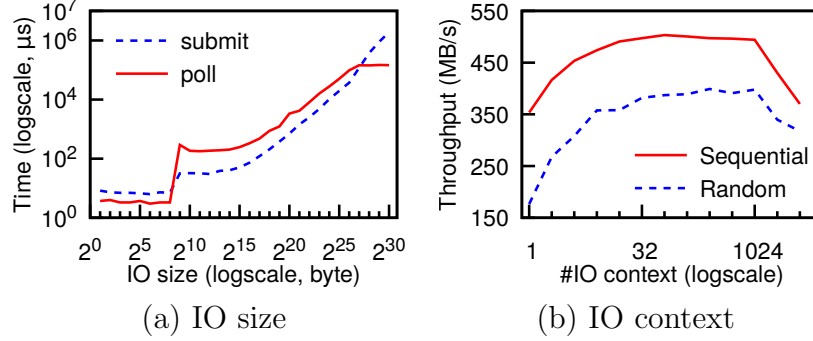 10^7
10^6
10^4
10^2
10^0
Time (logscale, µs)
submit
poll
2^0 2^5 2^10 2^15 2^20 2^25 2^30
IO size (logscale, byte)
(a) IO size
550
450
350
250
150
Throughput (MB/s)
Sequential
Random
1 32 1024
#IO context (logscale)
(b) IO context